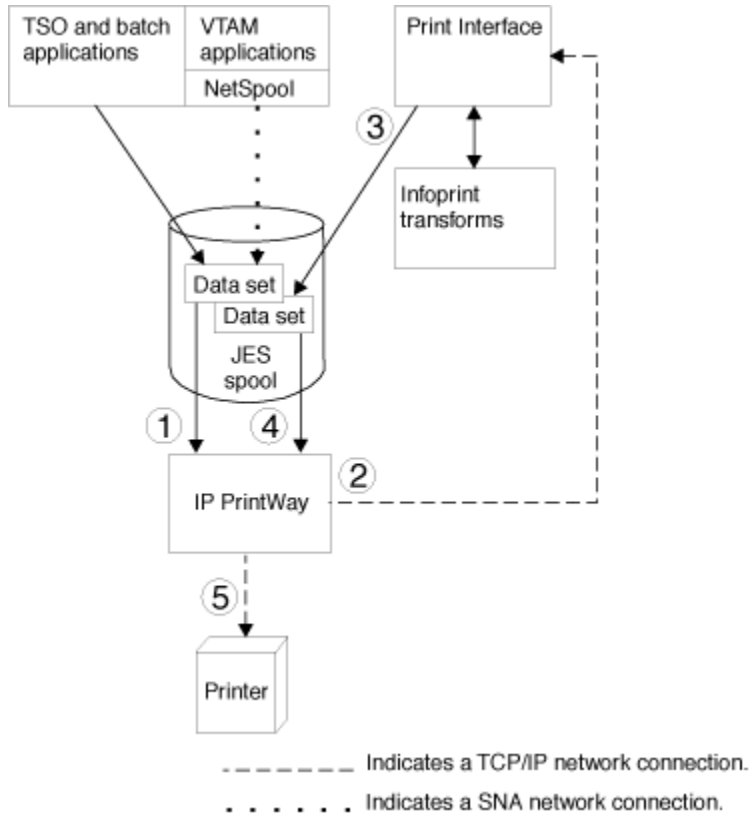 TSO and batch
applications
VTAM
applications
NetSpool
Print Interface
3
Infoprint
transforms
Data set
Data set
JES
spool
1
4
2
IP PrintWay
5
Printer
Indicates a TCP/IP network connection.
Indicates a SNA network connection.